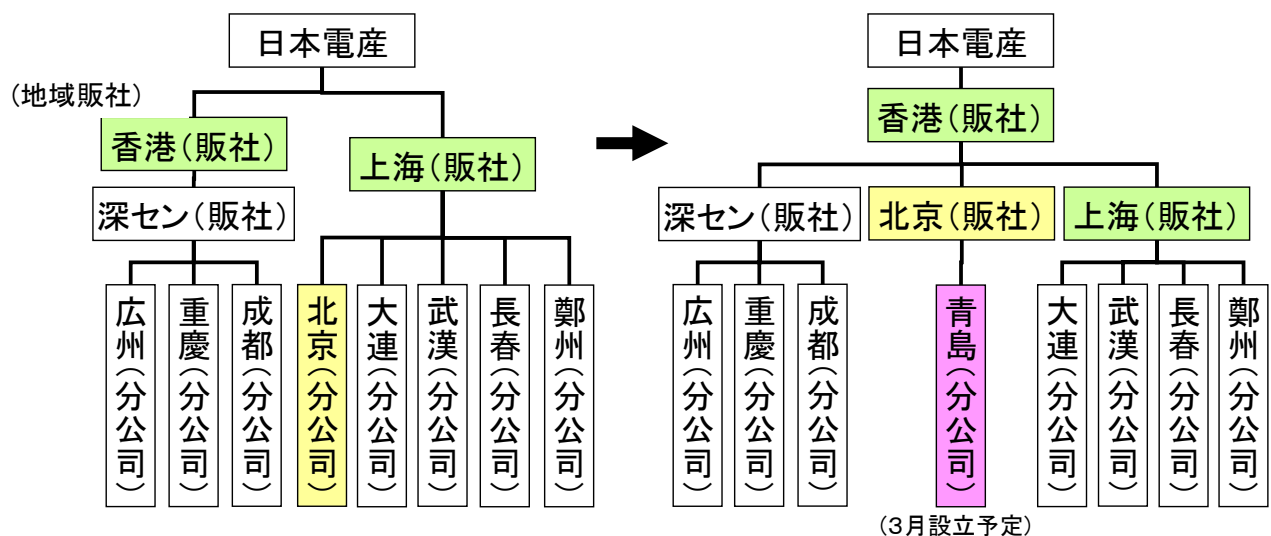 日本電産
(地域販社)
香港(販社)
上海(販社)
深セン(販社)
広州(分公司)
重慶(分公司)
成都(分公司)
北京(分公司)
大連(分公司)
武漢(分公司)
長春(分公司)
鄭州(分公司)
日本電産
香港(販社)
深セン(販社)
北京(販社)
上海(販社)
広州(分公司)
重慶(分公司)
成都(分公司)
青島(分公司)
大連(分公司)
武漢(分公司)
長春(分公司)
鄭州(分公司)
(3月設立予定)